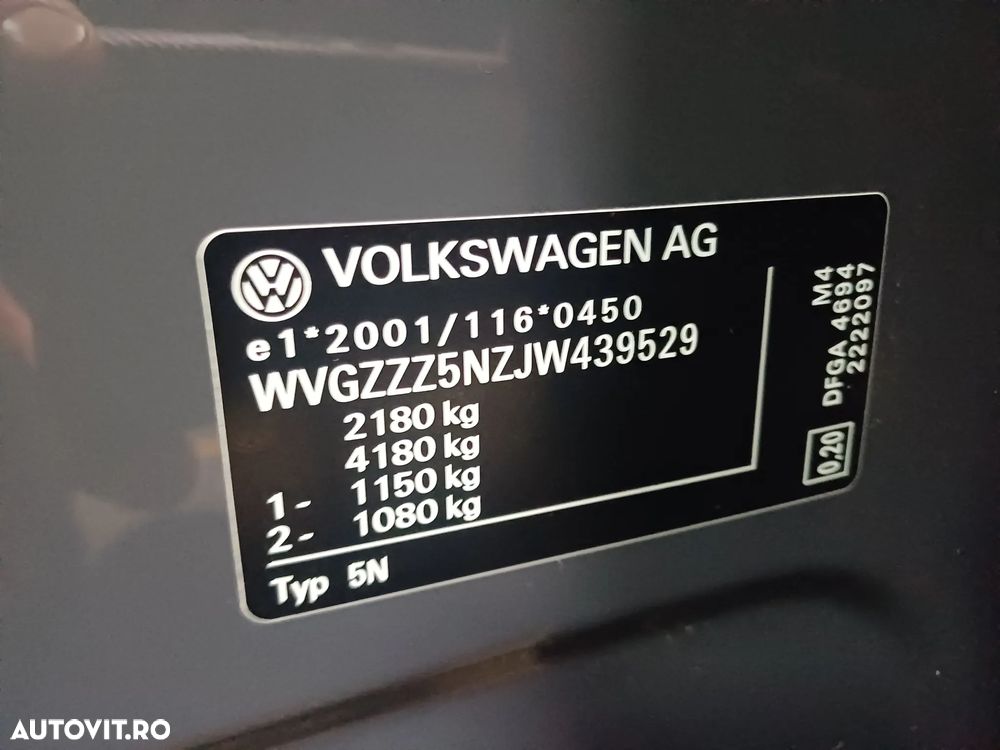 VOLKSWAGEN AG
e1*2001/116*0450
WVGZZZ5NZJW439529
2180 kg
4180 kg
1- 1150 kg
2- 1080 kg
Typ 5N
M4
DFGA 4694
2222097
0,20
AUTOVIT.RO